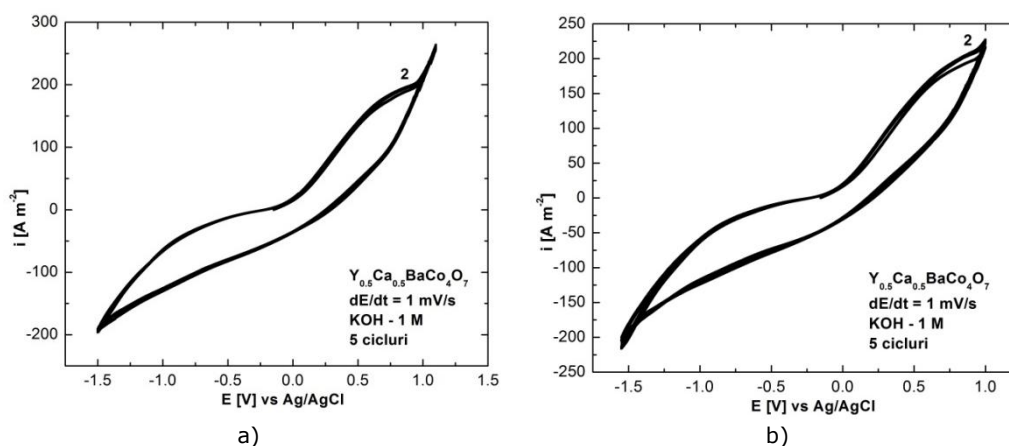 300
200
100
0
-100
-200
i [A m⁻²]
2
Y₀.₅Ca₀.₅BaCo₄O₇
dE/dt = 1 mV/s
KOH - 1 M
5 cicluri
-1.5 -1.0 -0.5 0.0 0.5 1.0 1.5
E [V] vs Ag/AgCl
a)
250
200
150
100
50
0
-50
-100
-150
-200
-250
i [A m⁻²]
2
Y₀.₅Ca₀.₅BaCo₄O₇
dE/dt = 1 mV/s
KOH - 1 M
5 cicluri
-1.5 -1.0 -0.5 0.0 0.5 1.0
E [V] vs Ag/AgCl
b)